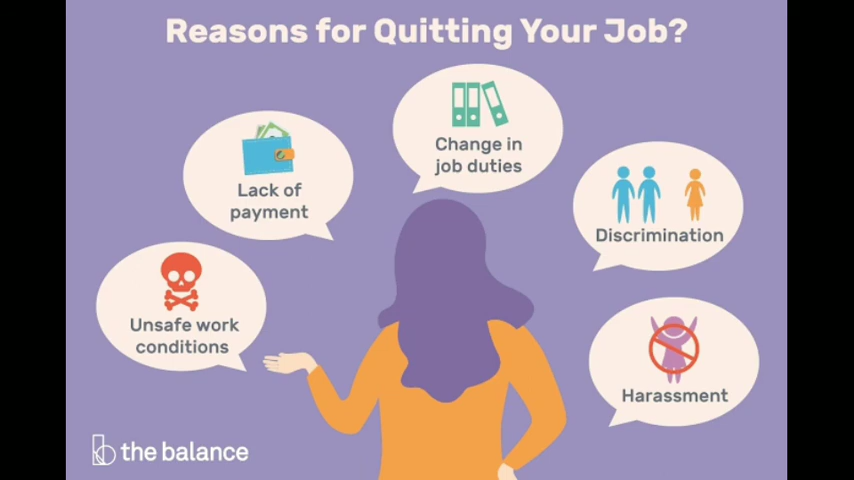 Reasons for Quitting Your Job?
Unsafe work
conditions
Lack of
payment
Change in
job duties
Discrimination
Harassment
the balance